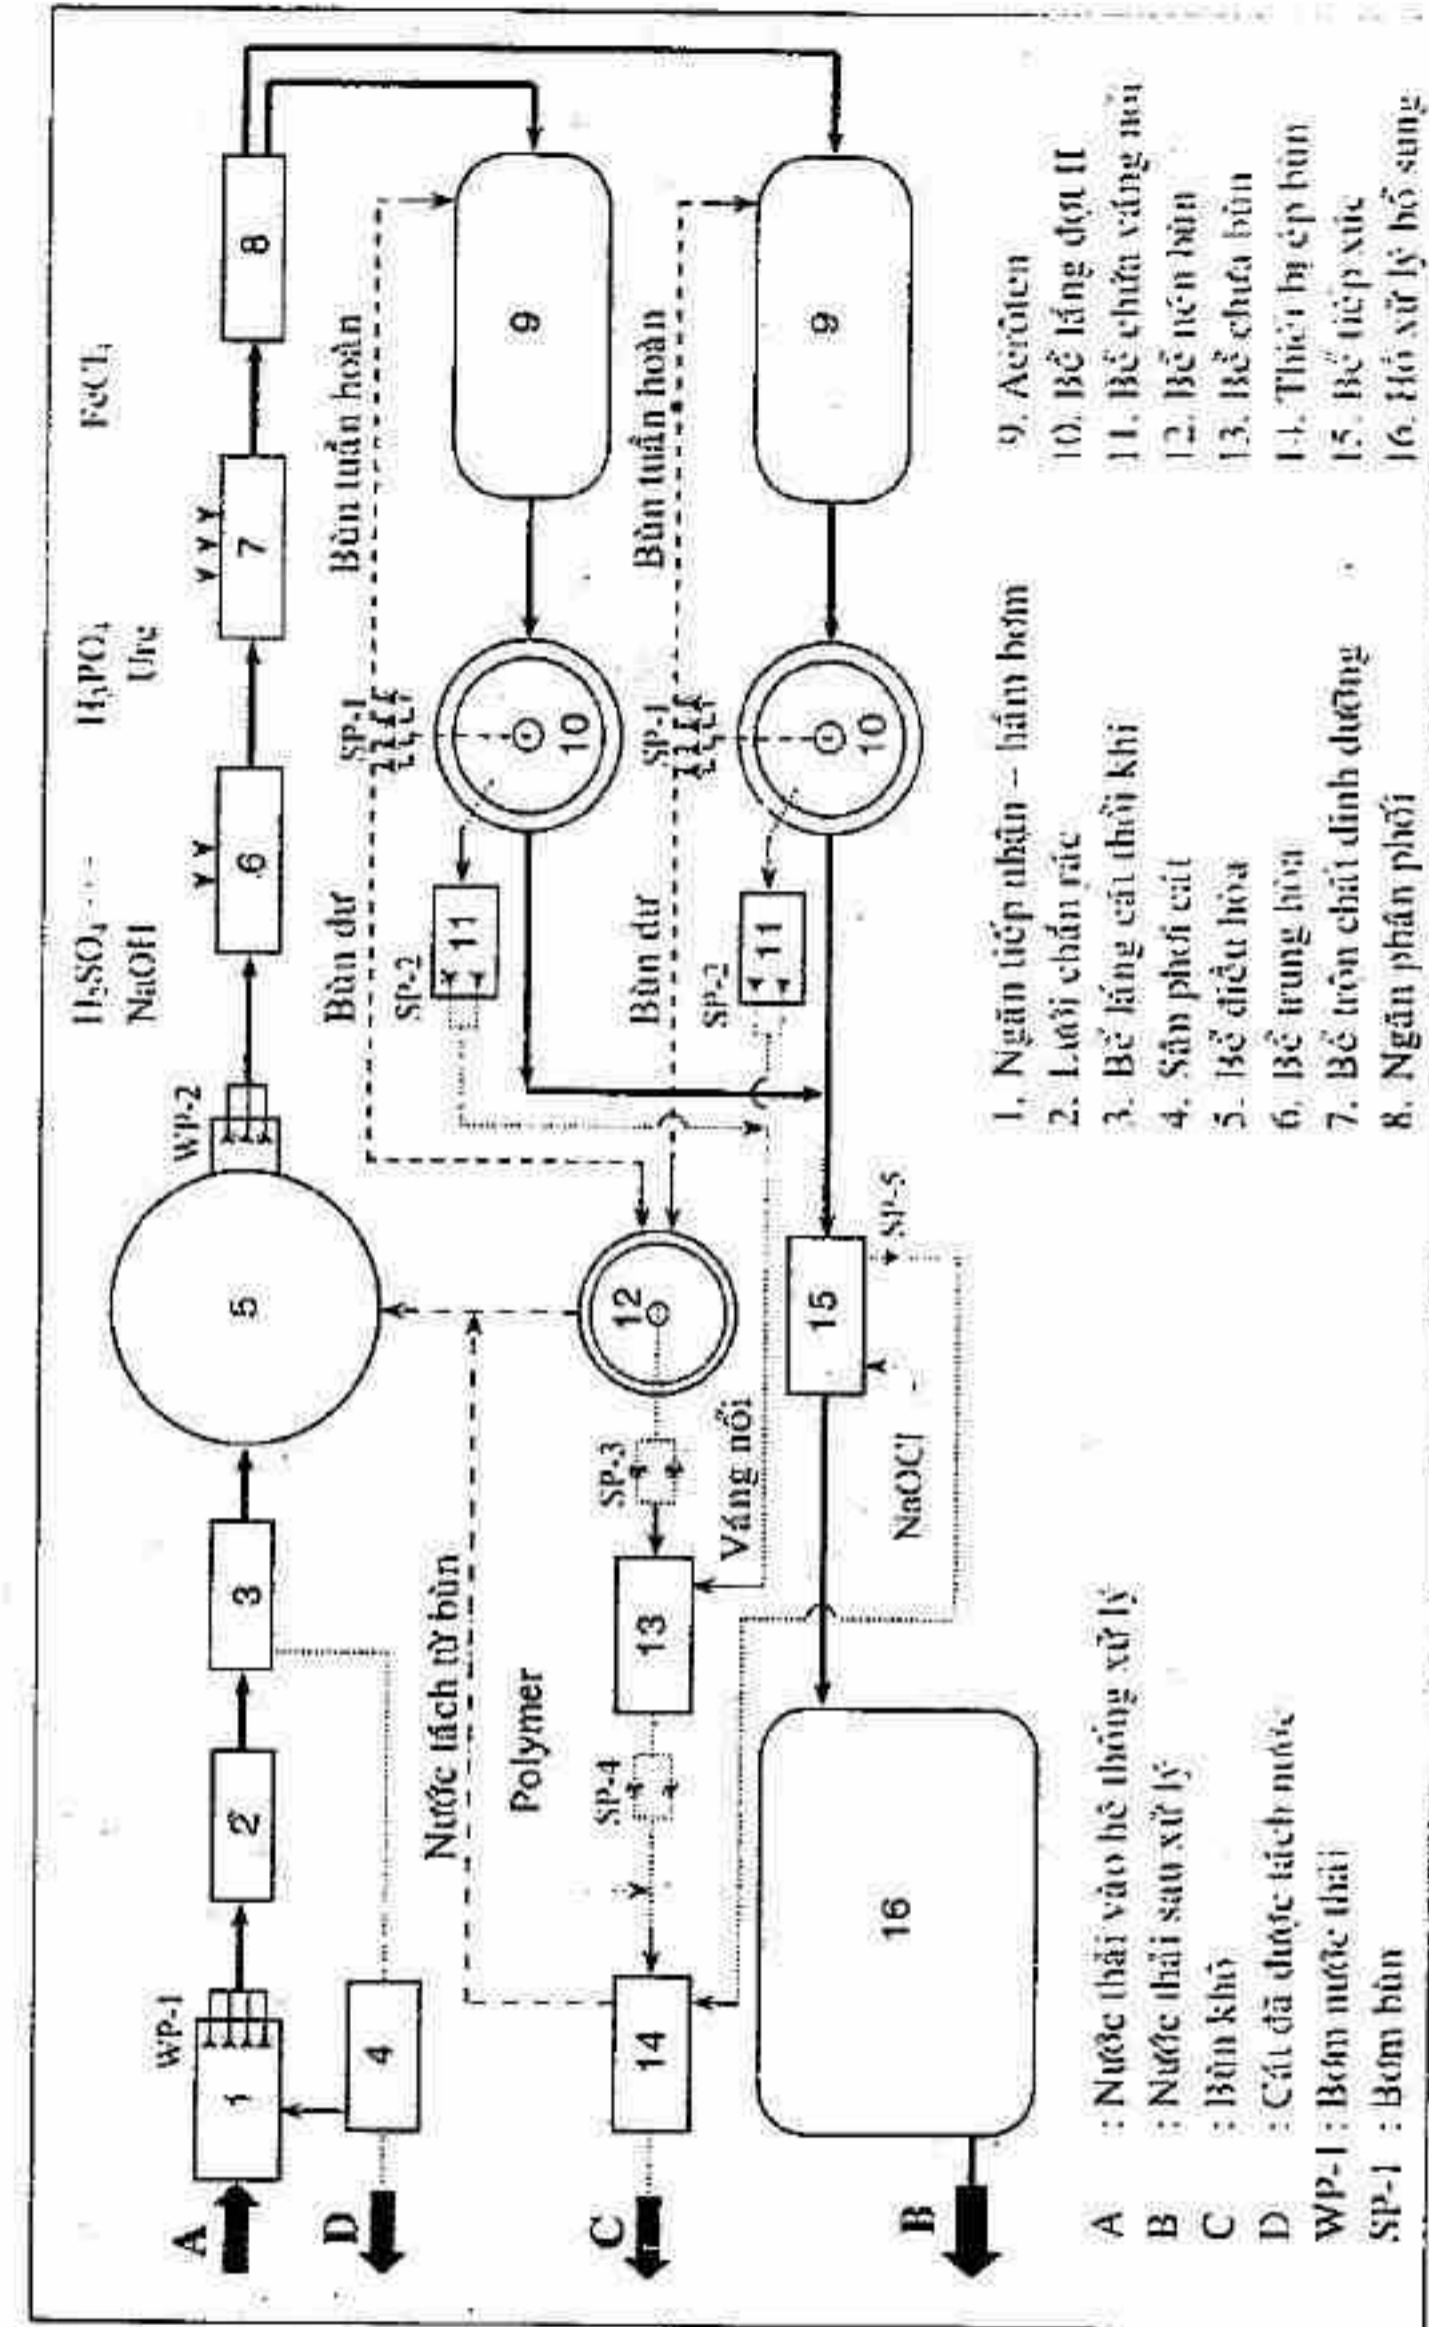 H₂SO₄
NaOH
H₃PO₄
Urê
FeCl₃
WP-1
WP-2
1
2
3
4
5
6
7
8
A
D
Bùn dư
Bùn tuần hoàn
SP-1
SP-2
9
10
11
Nước tách từ bùn
Polymer
Bùn dư
Bùn tuần hoàn
SP-1
SP-2
SP-3
SP-4
9
10
11
12
13
14
C
Váng nổi
15
16
B
NaOCl
SP-5
A : Nước thải vào hệ thống xử lý
B : Nước thải sau xử lý
C : Bùn khô
D : Cát đã được tách nước
WP-1 : Bơm nước thải
SP-1 : Bơm bùn
1. Ngăn tiếp nhận – hầm bơm
2. Lưới chắn rác
3. Bể lắng cát thổi khí
4. Sân phơi cát
5. Bể điều hòa
6. Bể trung hòa
7. Bể trộn chất dinh dưỡng
8. Ngăn phân phối
9. Aerôten
10. Bể lắng đợt II
11. Bể chứa váng nổi
12. Bể nén bùn
13. Bể chứa bùn
14. Thiết bị ép bùn
15. Bể tiếp xúc
16. Hồ xử lý bổ sung